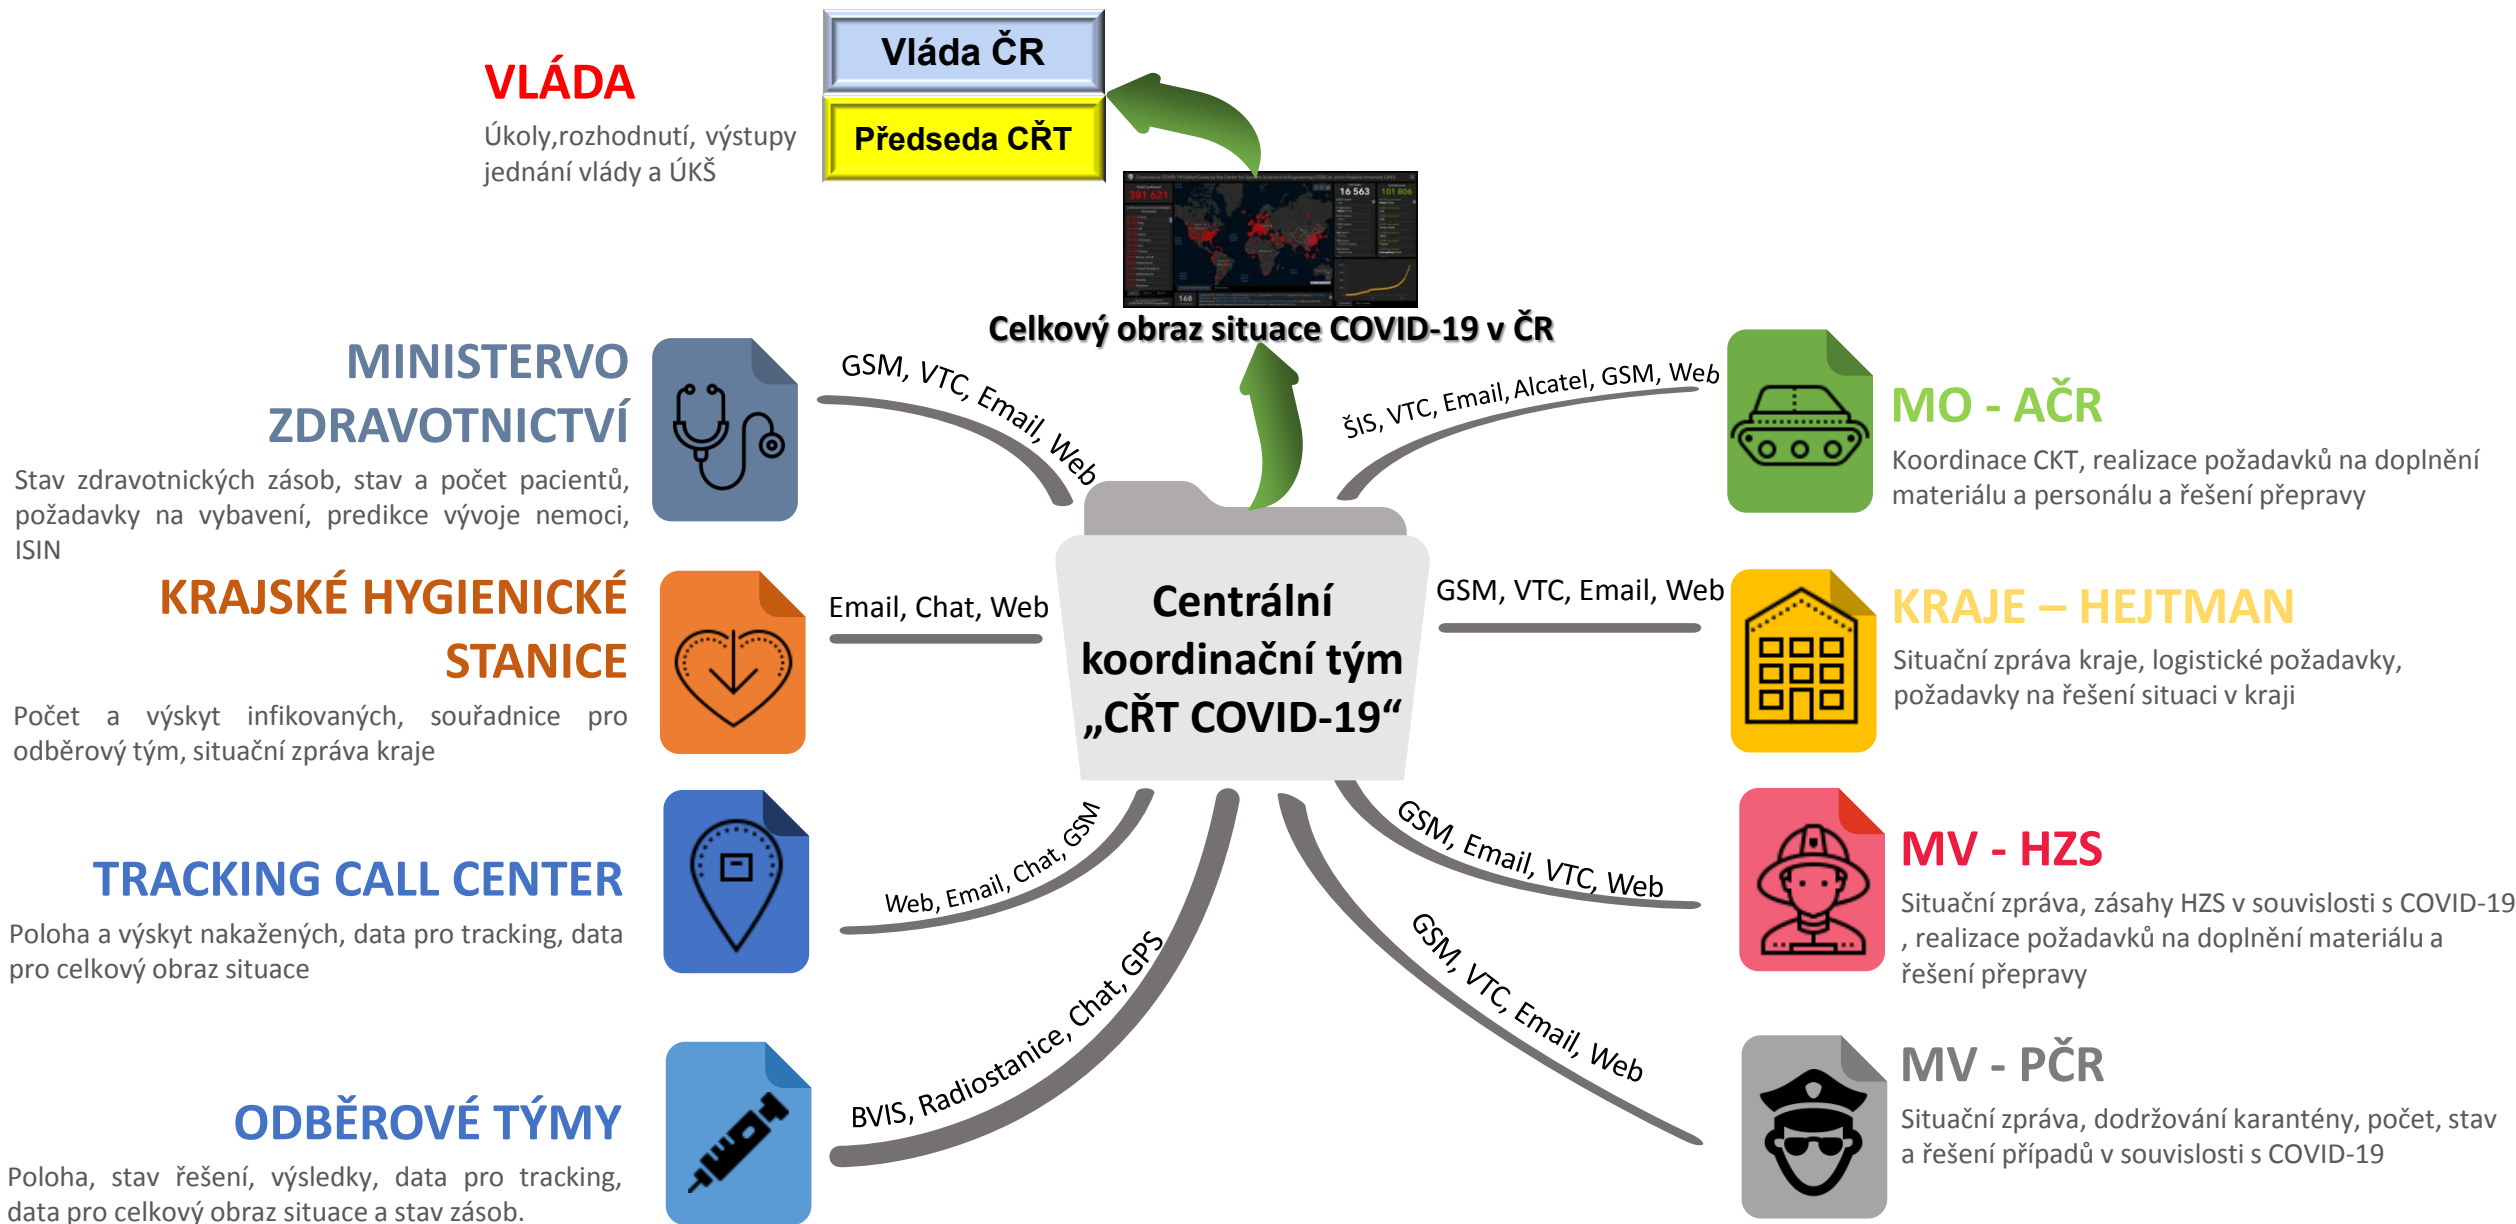 Vláda ČR
Předseda CŘT
VLÁDA
Úkoly,rozhodnutí, výstupy
jednání vlády a ÚKŠ
381 621
16 563
101 806
168
Celkový obraz situace COVID-19 v ČR
MINISTERVO
ZDRAVOTNICTVÍ
Stav zdravotnických zásob, stav a počet pacientů,
požadavky na vybavení, predikce vývoje nemoci,
ISIN
GSM, VTC, Email, Web
KRAJSKÉ HYGIENICKÉ
STANICE
Počet a výskyt infikovaných, souřadnice pro
odběrový tým, situační zpráva kraje
Email, Chat, Web
TRACKING CALL CENTER
Poloha a výskyt nakažených, data pro tracking, data
pro celkový obraz situace
Web, Email, Chat, GSM
ODBĚROVÉ TÝMY
Poloha, stav řešení, výsledky, data pro tracking,
data pro celkový obraz situace a stav zásob.
BVIS, Radiostanice, Chat, GPS
Centrální
koordinační tým
„CŘT COVID-19“
ŠIS, VTC, Email, Alcatel, GSM, Web
MO - AČR
Koordinace CKT, realizace požadavků na doplnění
materiálu a personálu a řešení přepravy
GSM, VTC, Email, Web
KRAJE – HEJTMAN
Situační zpráva kraje, logistické požadavky,
požadavky na řešení situaci v kraji
GSM, Email, VTC, Web
MV - HZS
Situační zpráva, zásahy HZS v souvislosti s COVID-19
, realizace požadavků na doplnění materiálu a
řešení přepravy
GSM, VTC, Email, Web
MV - PČR
Situační zpráva, dodržování karantény, počet, stav
a řešení případů v souvislosti s COVID-19